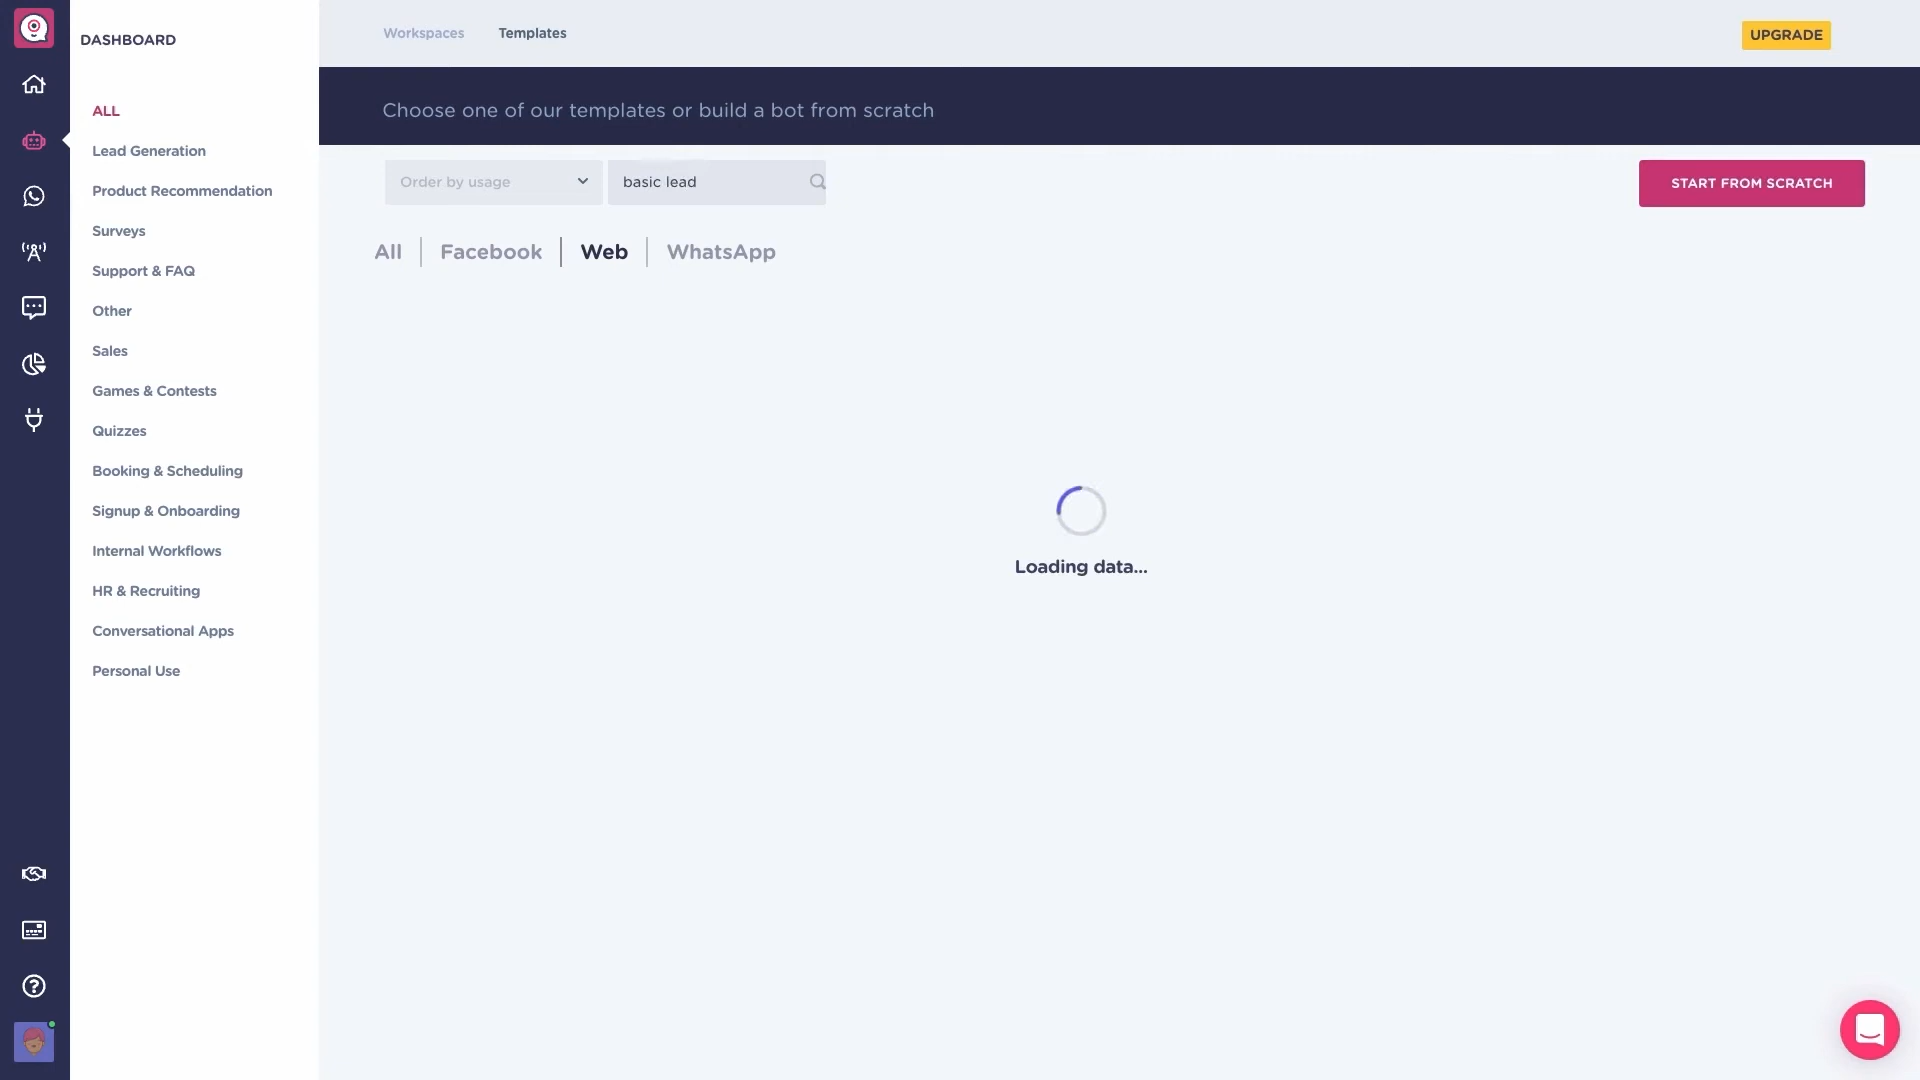 DASHBOARD
ALL
Lead Generation
Product Recommendation
Surveys
Support & FAQ
Other
Sales
Games & Contests
Quizzes
Booking & Scheduling
Signup & Onboarding
Internal Workflows
HR & Recruiting
Conversational Apps
Personal Use
Workspaces Templates
UPGRADE
Choose one of our templates or build a bot from scratch
Order by usage
basic lead
START FROM SCRATCH
All Facebook Web WhatsApp
Loading data...